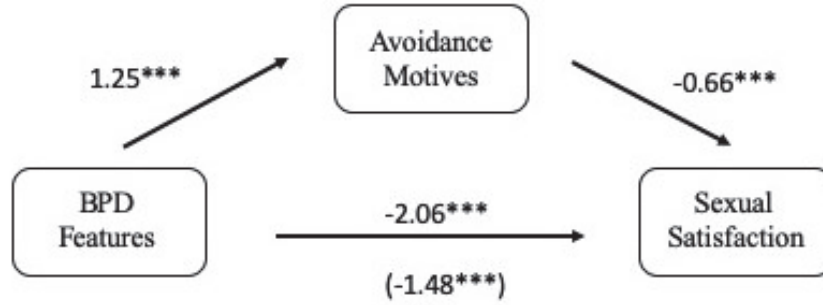 Avoidance
Motives
1.25***
-0.66***
BPD
Features
-2.06***
(-1.48***)
Sexual
Satisfaction